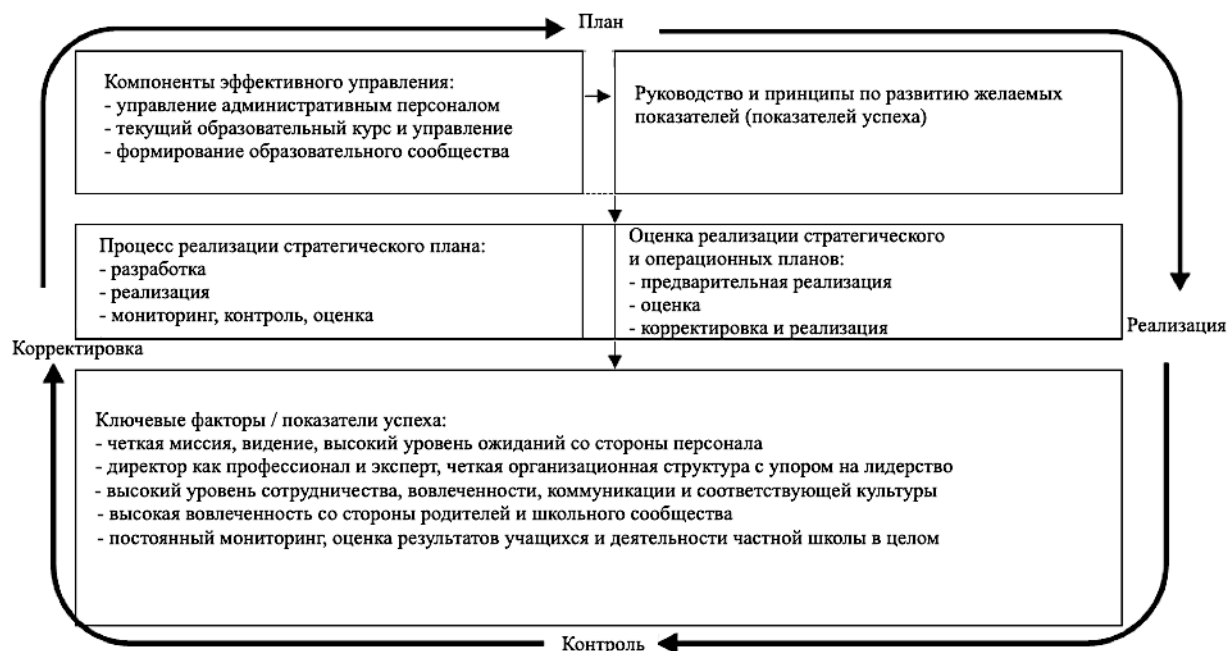 План
Компоненты эффективного управления:
- управление административным персоналом
- текущий образовательный курс и управление
- формирование образовательного сообщества
Руководство и принципы по развитию желаемых
показателей (показателей успеха)
Процесс реализации стратегического плана:
- разработка
- реализация
- мониторинг, контроль, оценка
Оценка реализации стратегического
и операционных планов:
- предварительная реализация
- оценка
- корректировка и реализация
Реализация
Корректировка
Ключевые факторы / показатели успеха:
- четкая миссия, видение, высокий уровень ожиданий со стороны персонала
- директор как профессионал и эксперт, четкая организационная структура с упором на лидерство
- высокий уровень сотрудничества, вовлеченности, коммуникации и соответствующей культуры
- высокая вовлеченность со стороны родителей и школьного сообщества
- постоянный мониторинг, оценка результатов учащихся и деятельности частной школы в целом
Контроль